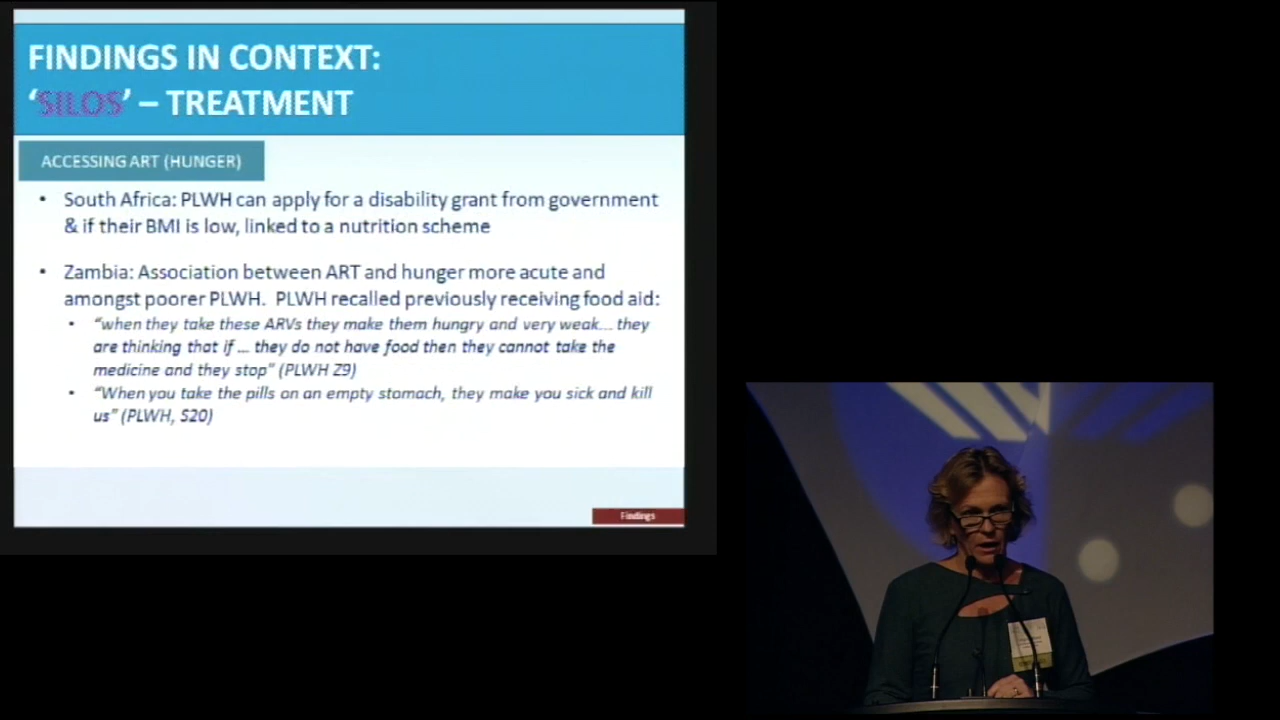 FINDINGS IN CONTEXT:
'SILOS' – TREATMENT
ACCESSING ART (HUNGER)
• South Africa: PLWH can apply for a disability grant from government
& if their BMI is low, linked to a nutrition scheme
• Zambia: Association between ART and hunger more acute and
amongst poorer PLWH. PLWH recalled previously receiving food aid:
• "when they take these ARVs they make them hungry and very weak... they
are thinking that if ... they do not have food then they cannot take the
medicine and they stop" (PLWH Z9)
• "When you take the pills on an empty stomach, they make you sick and kill
us" (PLWH, S20)
Findings